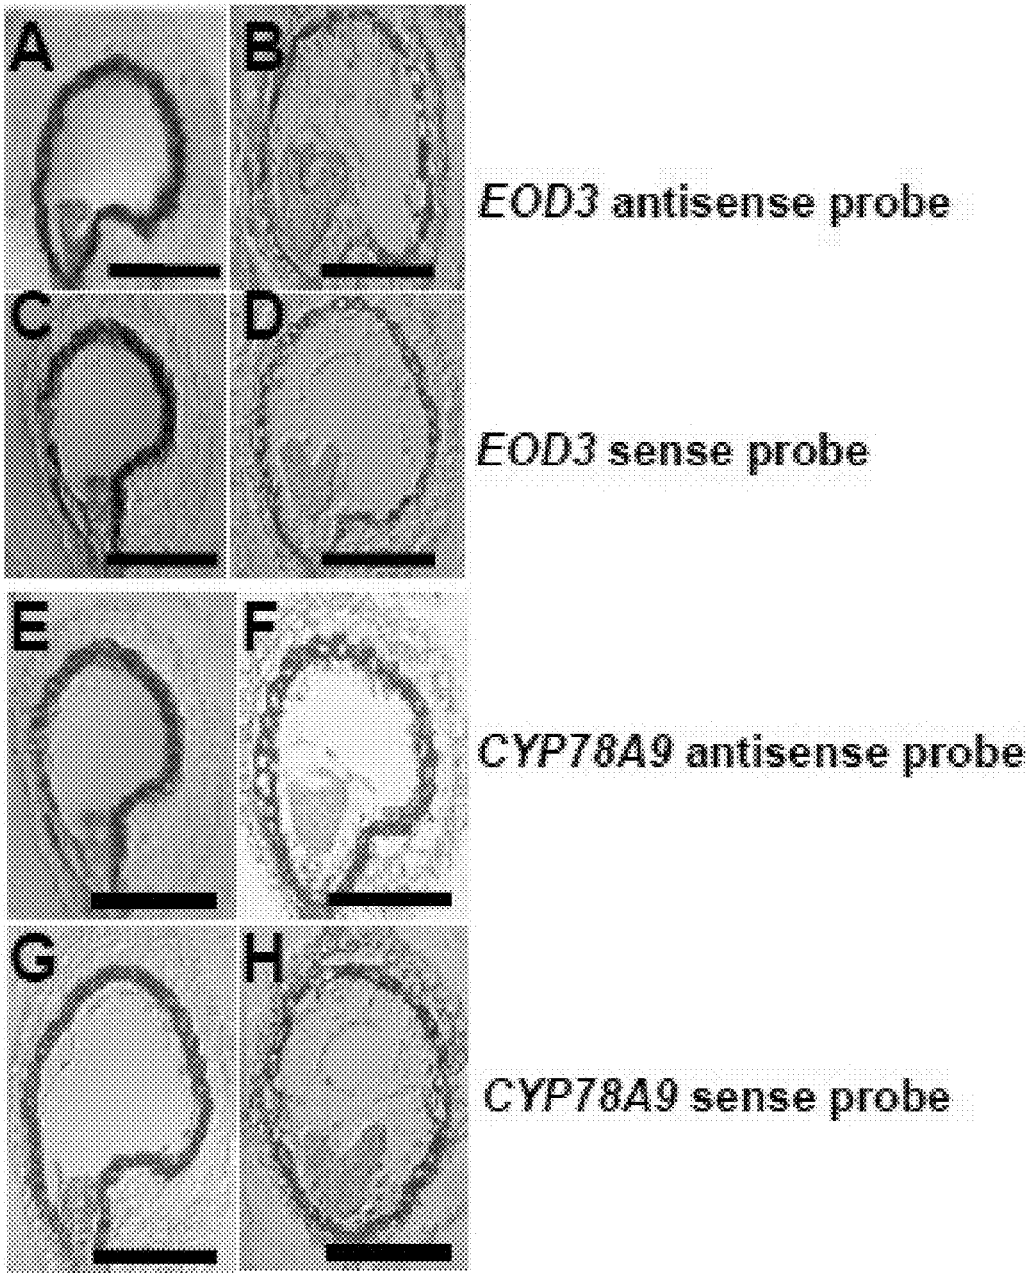 A
B
EOD3 antisense probe
C
D
EOD3 sense probe
E
F
CYP78A9 antisense probe
G
H
CYP78A9 sense probe